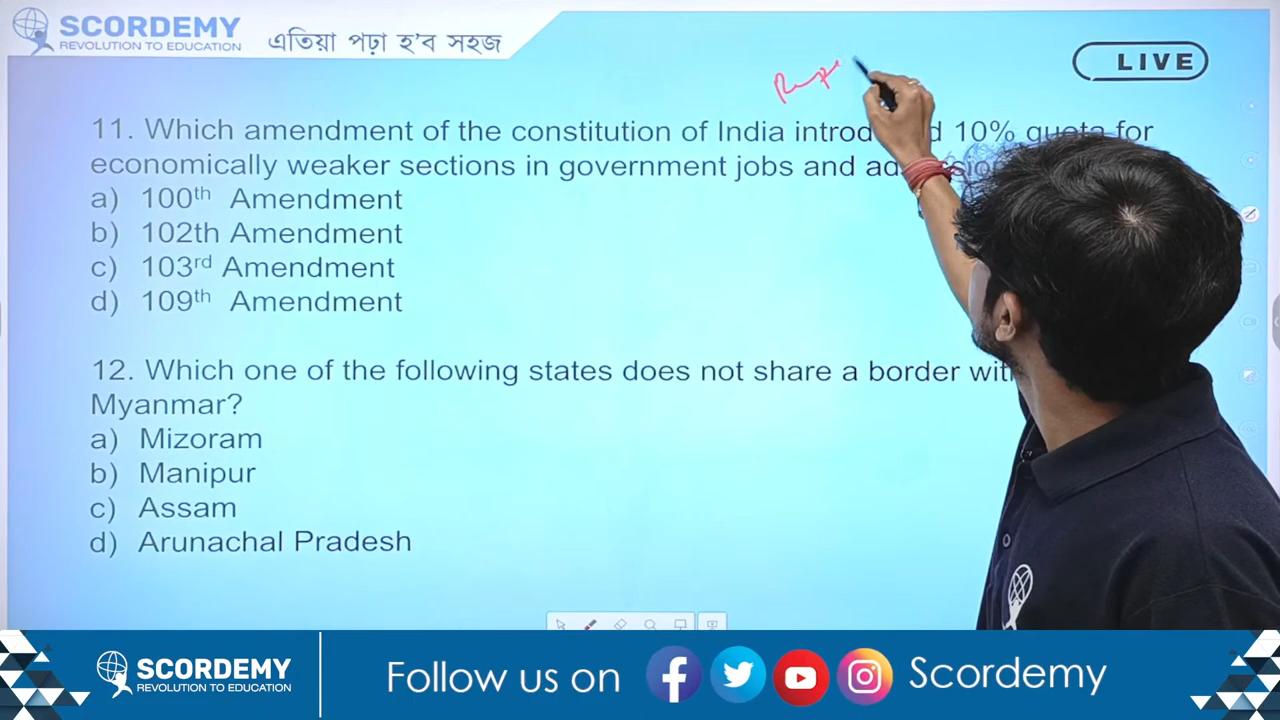 SCORDEMY
REVOLUTION TO EDUCATION
এতিয়া পঢ়া হ'ব সহজ
LIVE
11. Which amendment of the constitution of India introd d 10% quota for
economically weaker sections in government jobs and ad
a) 100th Amendment
b) 102th Amendment
c) 103rd Amendment
d) 109th Amendment
12. Which one of the following states does not share a border with
Myanmar?
a) Mizoram
b) Manipur
c) Assam
d) Arunachal Pradesh
SCORDEMY
REVOLUTION TO EDUCATION
Follow us on
Scordemy